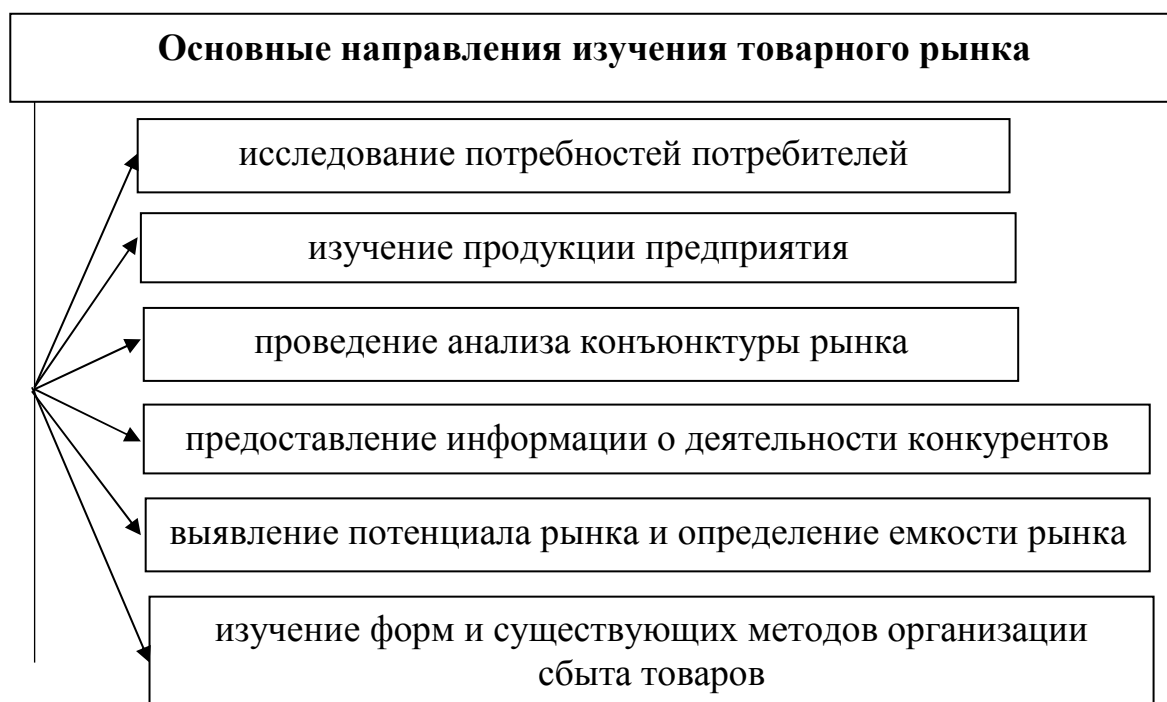 Основные направления изучения товарного рынка
исследование потребностей потребителей
изучение продукции предприятия
проведение анализа конъюнктуры рынка
предоставление информации о деятельности конкурентов
выявление потенциала рынка и определение емкости рынка
изучение форм и существующих методов организации
сбыта товаров